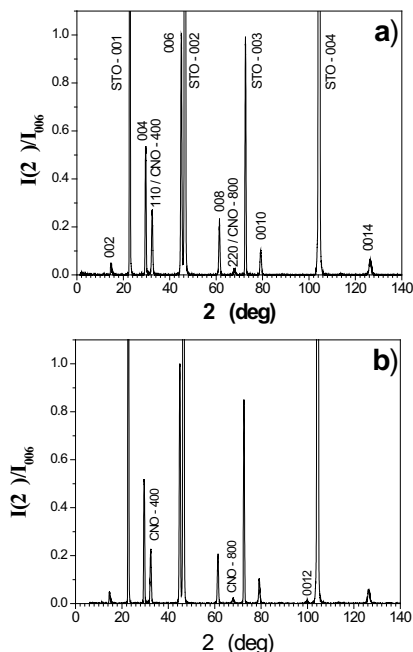 a)
I(2 )/I006
1.0
0.8
0.6
0.4
0.2
0.0
002
STO - 001
004
110 / CNO - 400
006
STO - 002
008
220 / CNO - 800
STO - 003
0010
STO - 004
0014
0 20 40 60 80 100 120 140
2 (deg)
b)
I(2 )/I006
1.0
0.8
0.6
0.4
0.2
0.0
CNO - 400
CNO - 800
0012
0 20 40 60 80 100 120 140
2 (deg)